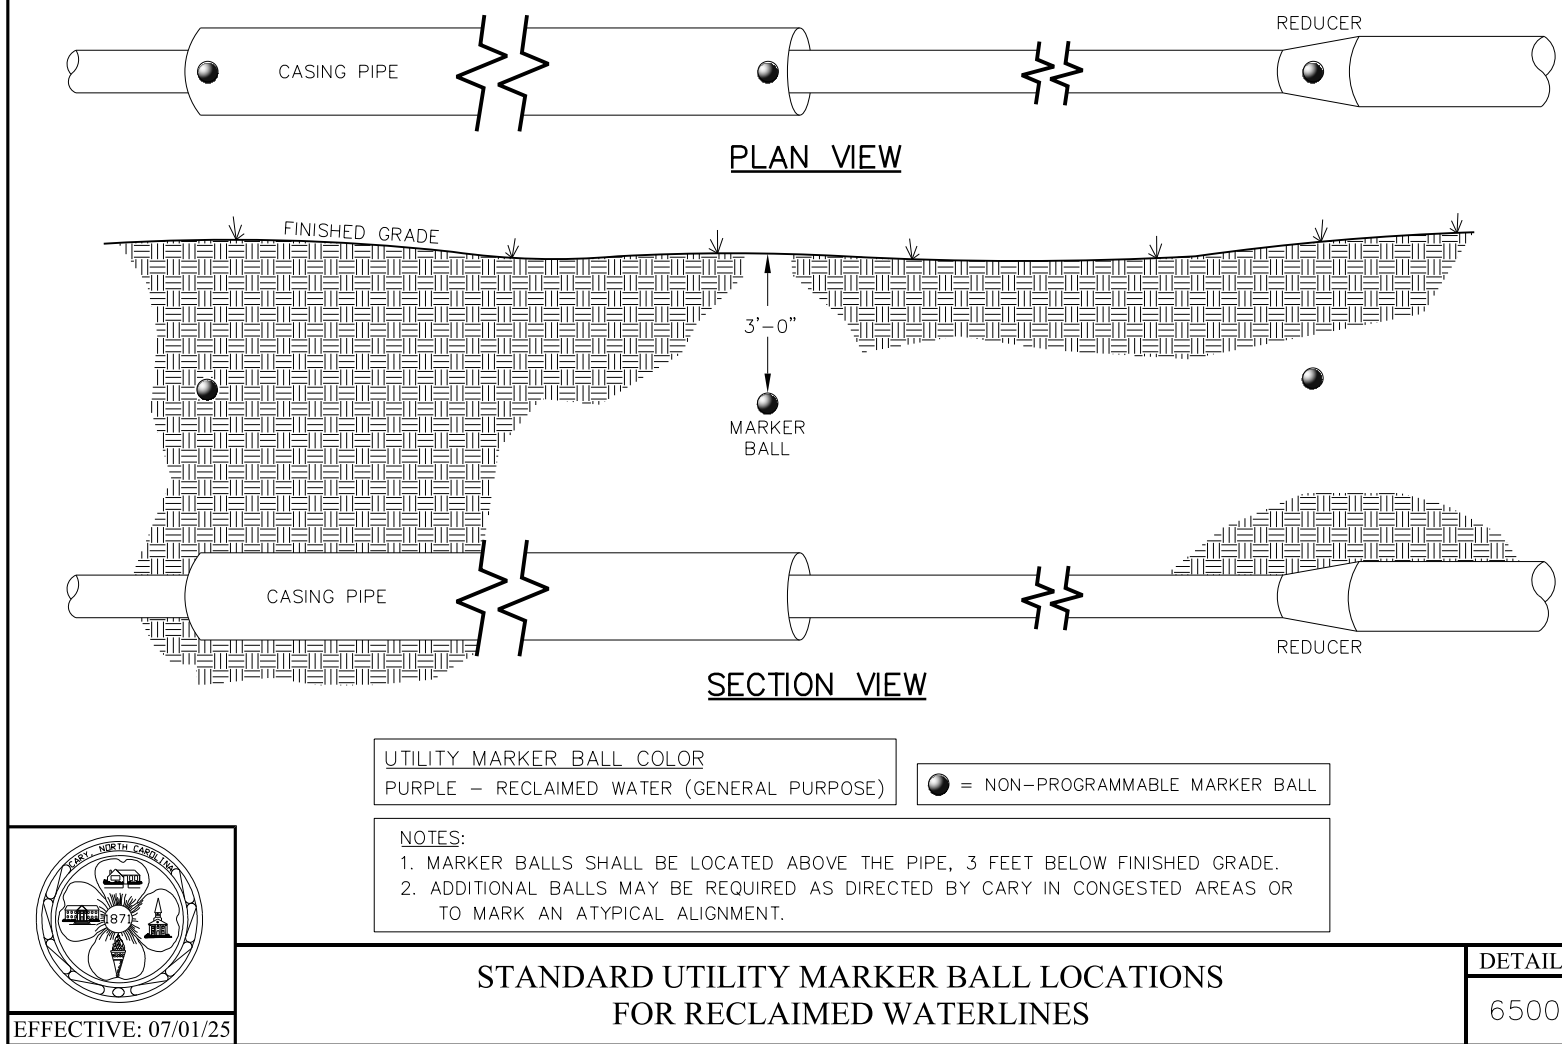 REDUCER
CASING PIPE
PLAN VIEW
FINISHED GRADE
3'-0"
MARKER
BALL
CASING PIPE
REDUCER
SECTION VIEW
UTILITY MARKER BALL COLOR
PURPLE - RECLAIMED WATER (GENERAL PURPOSE)
= NON-PROGRAMMABLE MARKER BALL
NOTES:
1. MARKER BALLS SHALL BE LOCATED ABOVE THE PIPE, 3 FEET BELOW FINISHED GRADE.
2. ADDITIONAL BALLS MAY BE REQUIRED AS DIRECTED BY CARY IN CONGESTED AREAS OR
TO MARK AN ATYPICAL ALIGNMENT.
CARY, NORTH CAROLINA
1871
EFFECTIVE: 07/01/25
STANDARD UTILITY MARKER BALL LOCATIONS
FOR RECLAIMED WATERLINES
DETAIL
6500